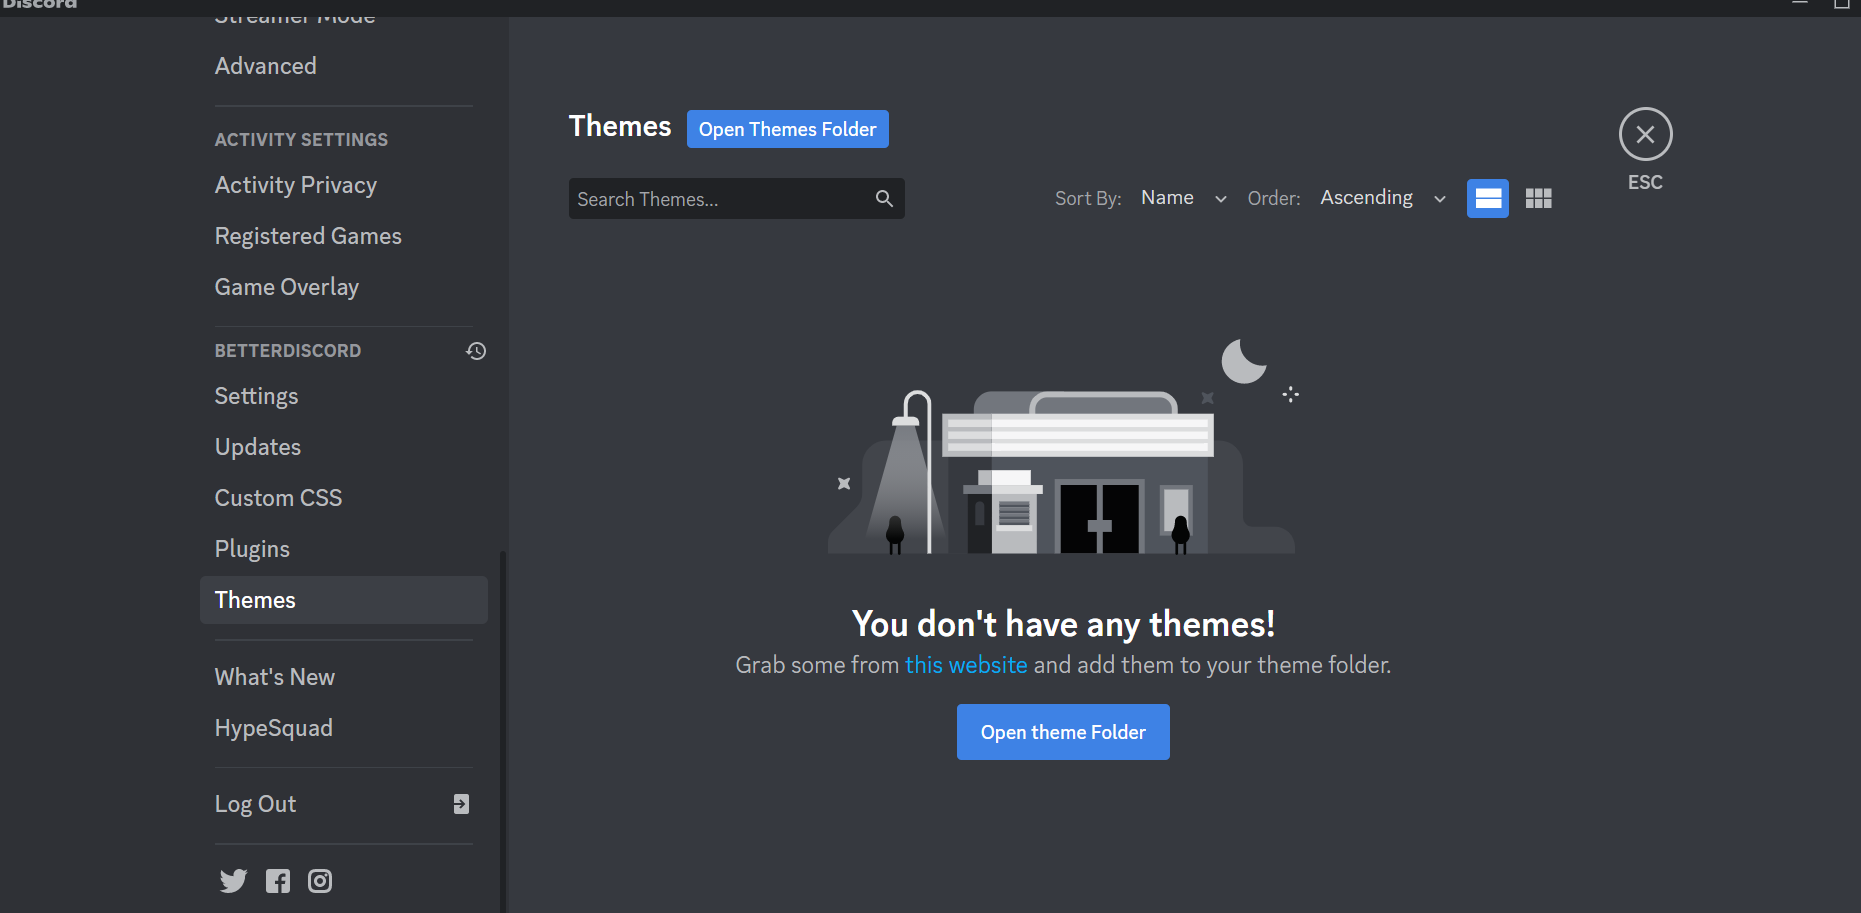 Discord
Streamer Mode
Advanced
ACTIVITY SETTINGS
Activity Privacy
Registered Games
Game Overlay
BETTERDISCORD
Settings
Updates
Custom CSS
Plugins
Themes
What's New
HypeSquad
Log Out
Themes
Open Themes Folder
Search Themes...
Sort By: Name Order: Ascending
ESC
You don't have any themes!
Grab some from this website and add them to your theme folder.
Open theme Folder